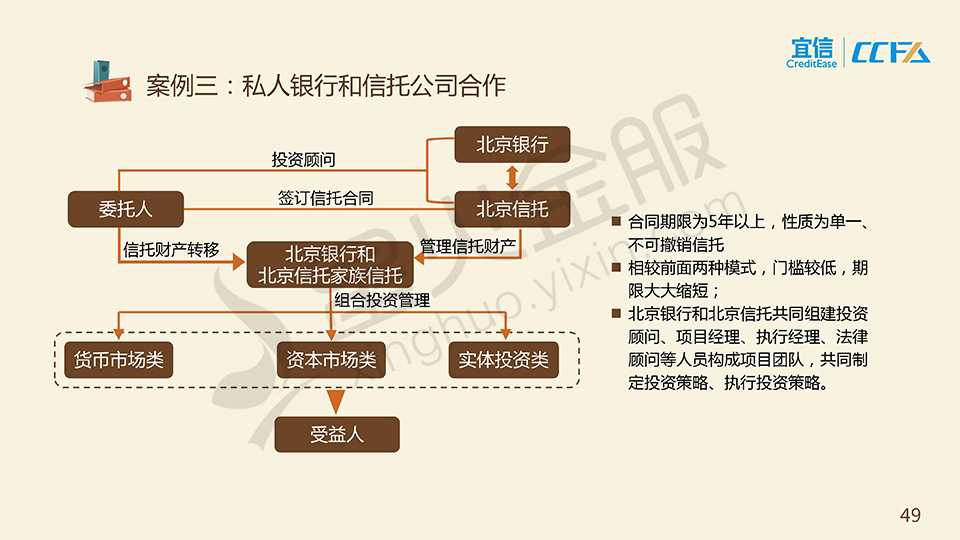 宜信
CreditEase
CCFA
案例三：私人银行和信托公司合作
北京银行
投资顾问
签订信托合同
委托人
北京信托
信托财产转移
北京银行和
北京信托家族信托
管理信托财产
组合投资管理
货币市场类
资本市场类
实体投资类
受益人
合同期限为5年以上，性质为单一、
不可撤销信托
相较前面两种模式，门槛较低，期
限大大缩短；
北京银行和北京信托共同组建投资
顾问、项目经理、执行经理、法律
顾问等人员构成项目团队，共同制
定投资策略、执行投资策略。
49